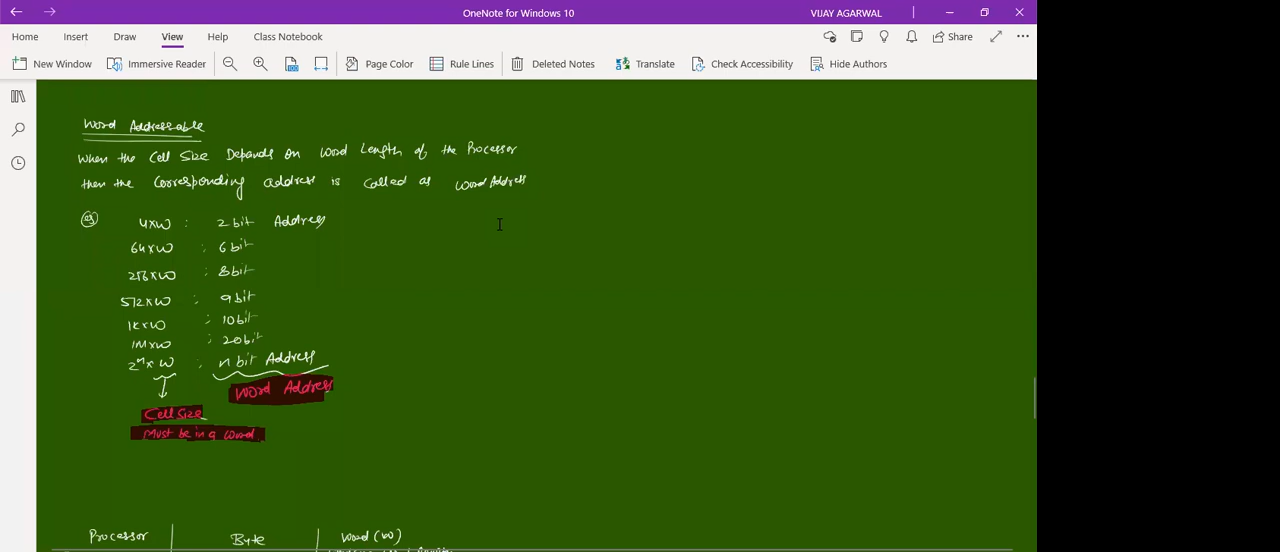 OneNote for Windows 10
VIJAY AGARWAL
Home Insert Draw View Help Class Notebook
Share
New Window Immersive Reader Page Color Rule Lines Deleted Notes Translate Check Accessibility Hide Authors
Word Addressable
When the Cell Size Depends on Word Length of the Processor
then the Corresponding address is called as Word Address
eg 4xW : 2 bit Address
64xW : 6 bit
256xW : 8 bit
512xW : 9 bit
1KxW : 10 bit
1MxW : 20 bit
2ⁿxW : n bit Address
Word Address
Cell Size
Must be in a Word.
Processor Byte Word (W)